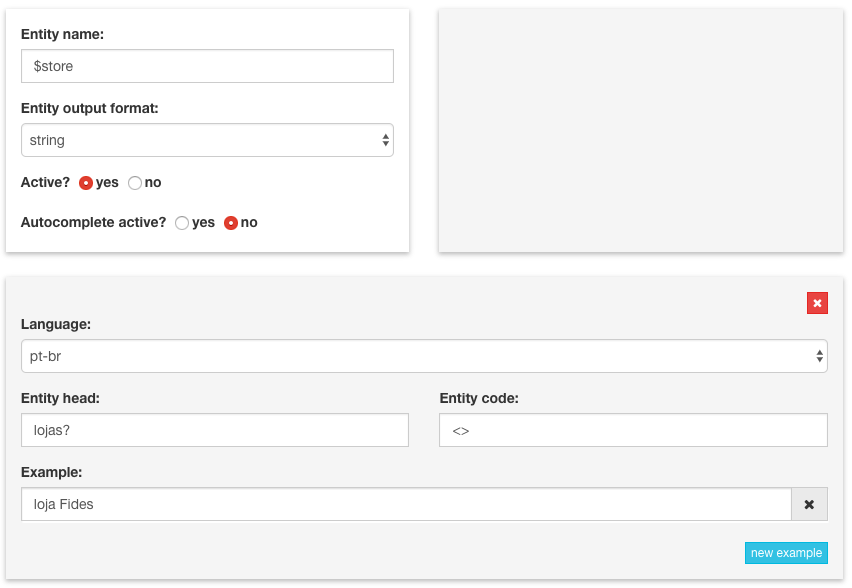 Entity name:
$store
Entity output format:
string
Active? yes no
Autocomplete active? yes no
Language:
pt-br
Entity head: Entity code:
lojas? <>
Example:
loja Fides
new example